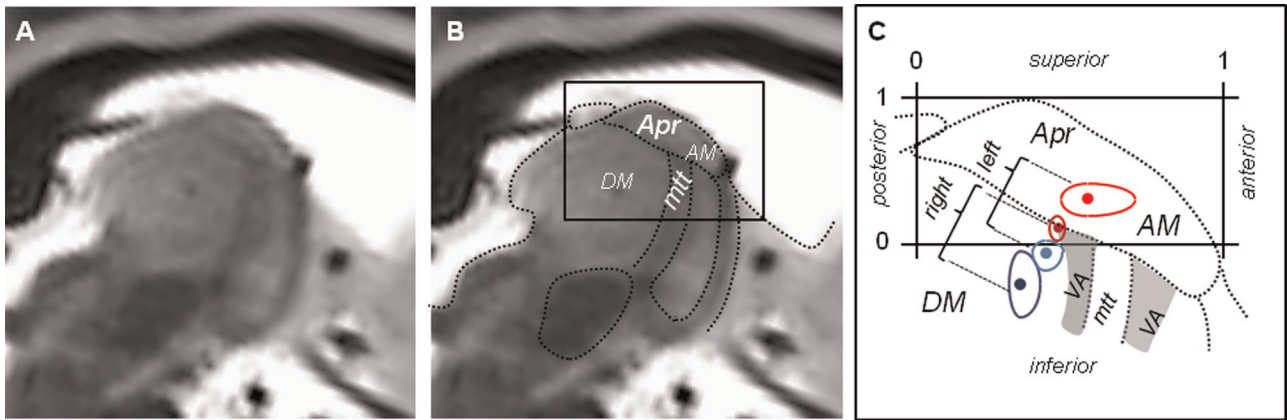 A
B
Apr
AM
DM
mtt
C
0
superior
1
1
Apr
posterior
anterior
left
right
AM
0
DM
VA
mtt
VA
inferior